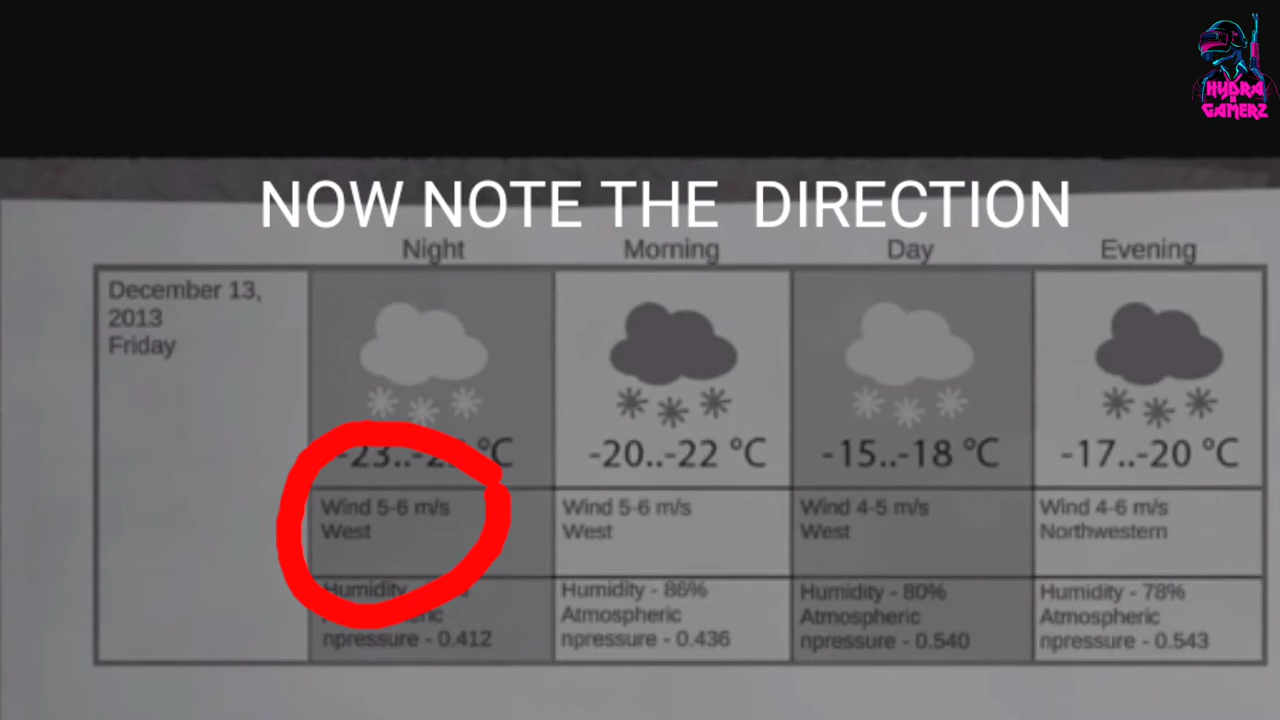 HYDRA
GAMERZ
NOW NOTE THE DIRECTION
Night Morning Day Evening
December 13,
2013
Friday
-20..-22 °C -15..-18 °C -17..-20 °C
Wind 5-6 m/s Wind 5-6 m/s Wind 4-5 m/s Wind 4-6 m/s
West West West Northwestern
Humidity Humidity - 86% Humidity - 80% Humidity - 78%
Atmospheric Atmospheric Atmospheric
npressure - 0.412 npressure - 0.436 npressure - 0.540 npressure - 0.543